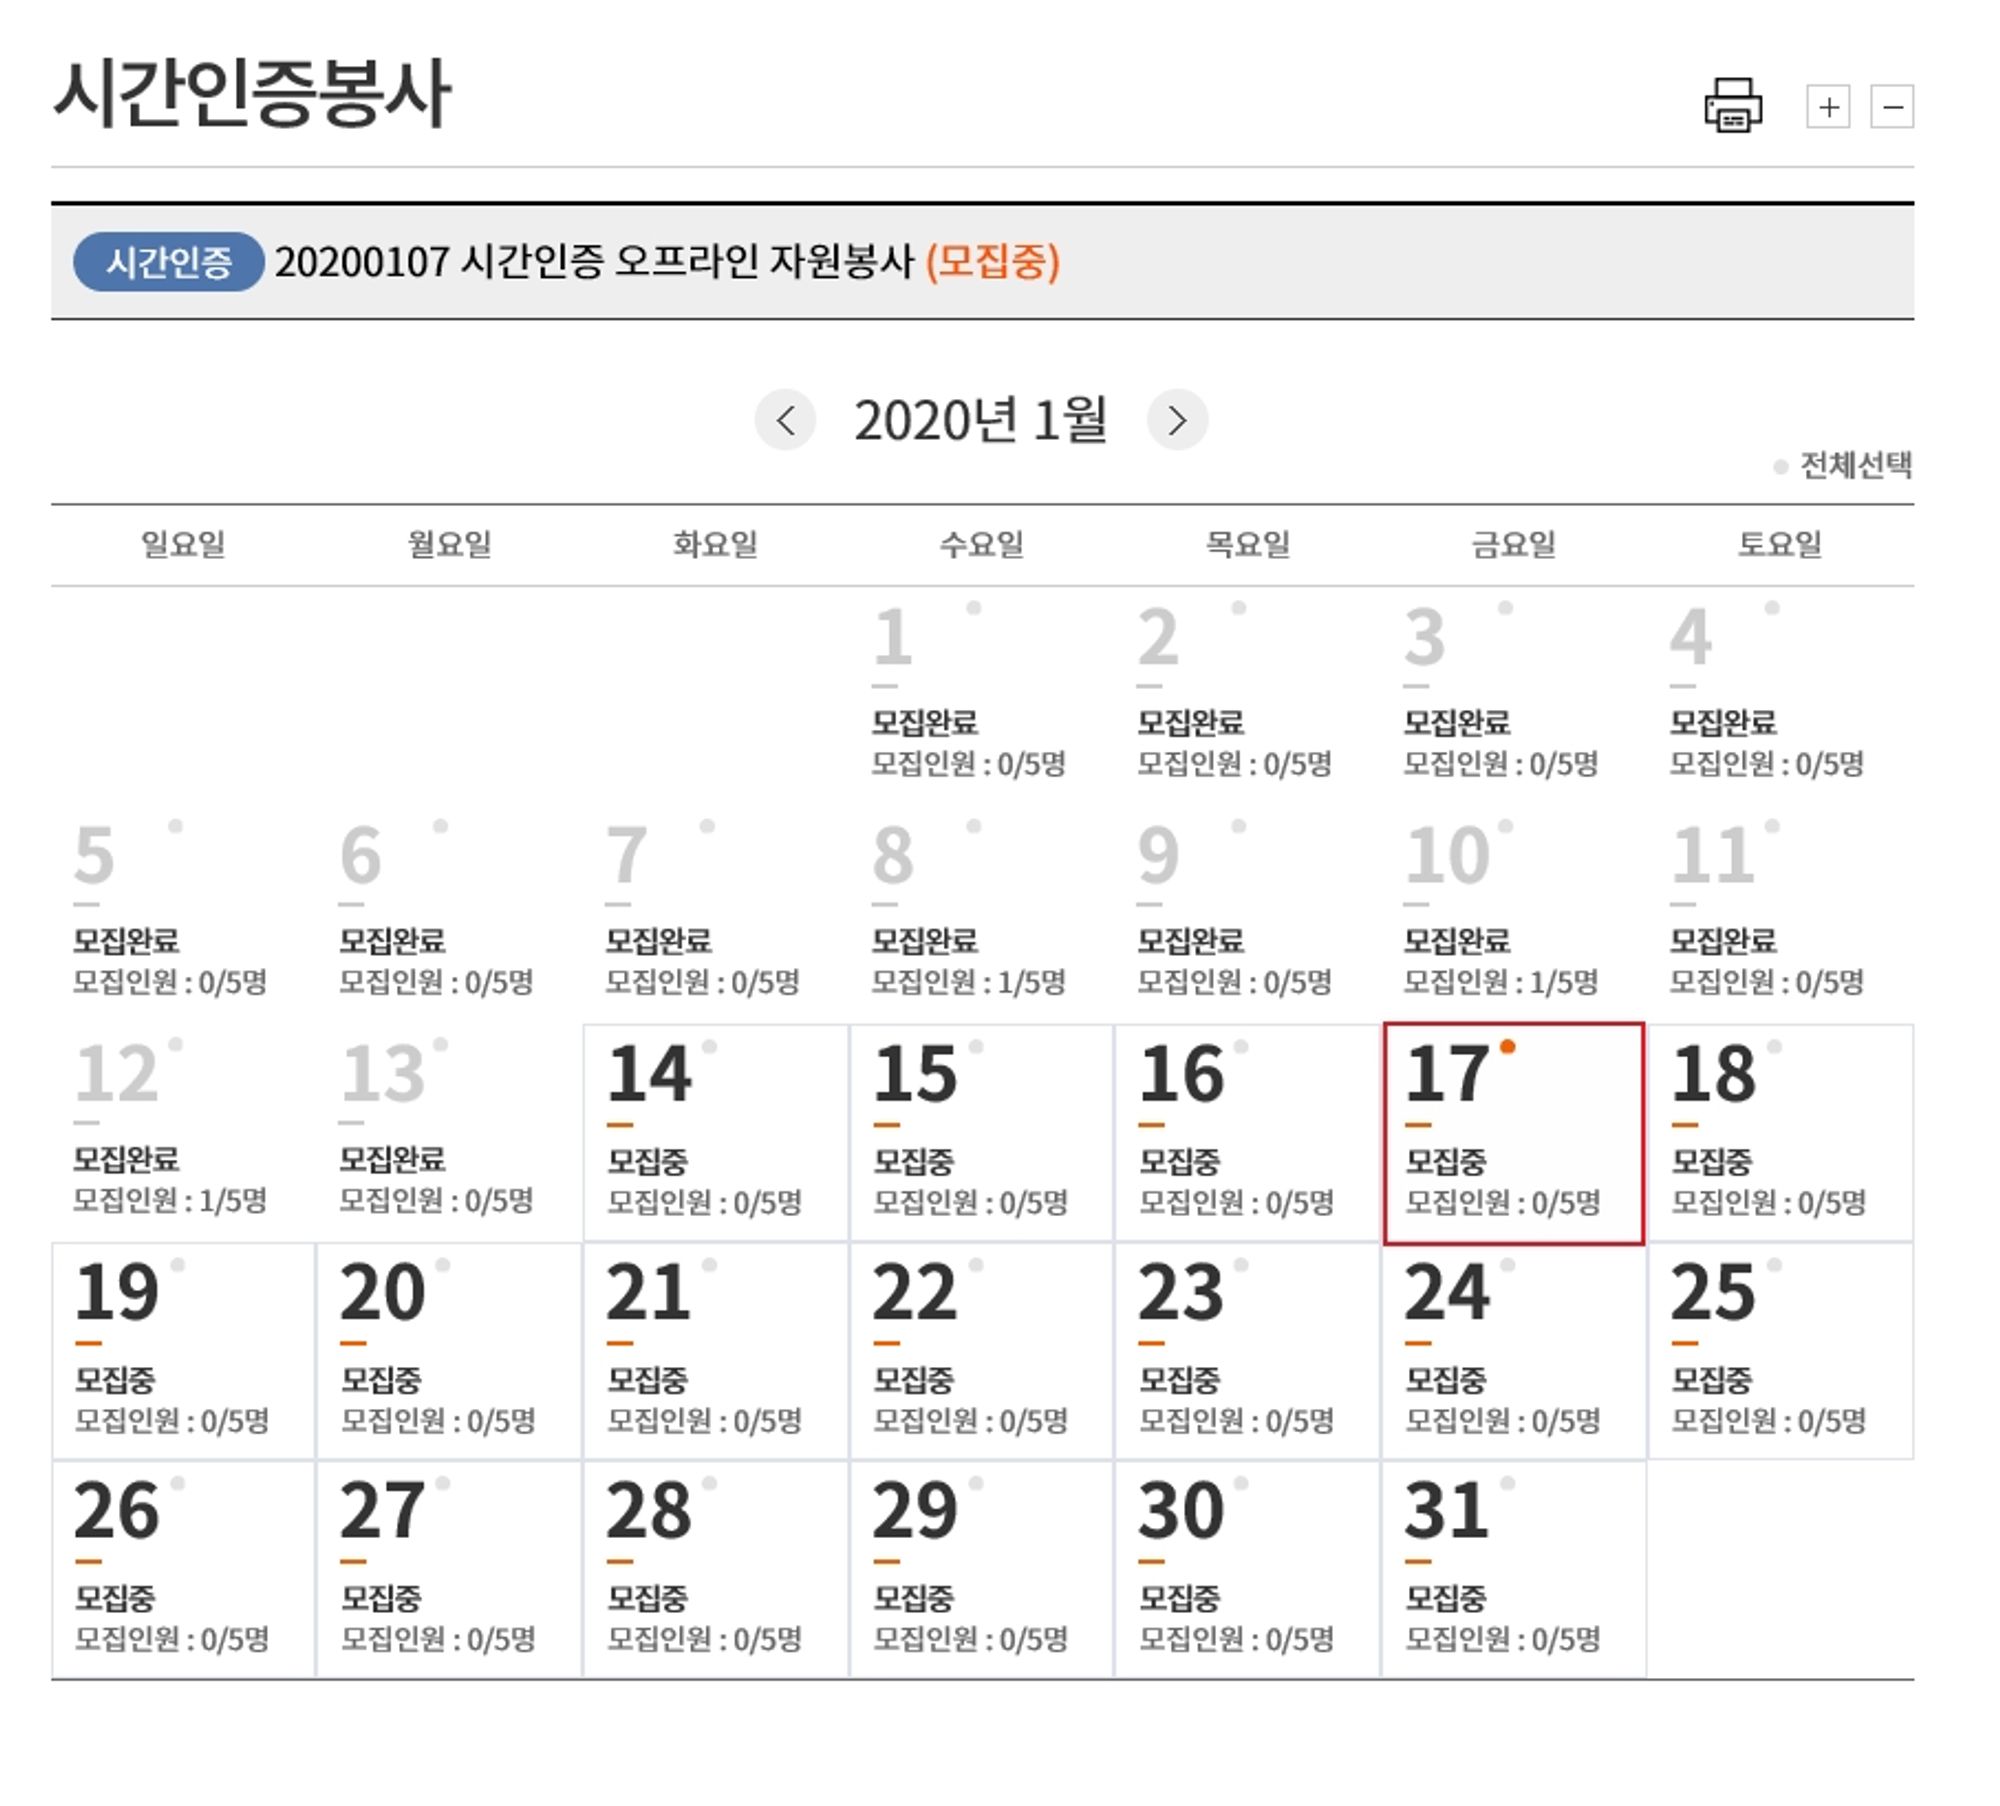 시간인증봉사
시간인증 20200107 시간인증 오프라인 자원봉사 (모집중)
2020년 1월
전체선택
일요일 월요일 화요일 수요일 목요일 금요일 토요일
1 2 3 4
모집완료 모집완료 모집완료 모집완료
모집인원 : 0/5명 모집인원 : 0/5명 모집인원 : 0/5명 모집인원 : 0/5명
5 6 7 8 9 10 11
모집완료 모집완료 모집완료 모집완료 모집완료 모집완료 모집완료
모집인원 : 0/5명 모집인원 : 0/5명 모집인원 : 0/5명 모집인원 : 1/5명 모집인원 : 0/5명 모집인원 : 1/5명 모집인원 : 0/5명
12 13 14 15 16 17 18
모집완료 모집완료 모집중 모집중 모집중 모집중 모집중
모집인원 : 1/5명 모집인원 : 0/5명 모집인원 : 0/5명 모집인원 : 0/5명 모집인원 : 0/5명 모집인원 : 0/5명 모집인원 : 0/5명
19 20 21 22 23 24 25
모집중 모집중 모집중 모집중 모집중 모집중 모집중
모집인원 : 0/5명 모집인원 : 0/5명 모집인원 : 0/5명 모집인원 : 0/5명 모집인원 : 0/5명 모집인원 : 0/5명 모집인원 : 0/5명
26 27 28 29 30 31
모집중 모집중 모집중 모집중 모집중 모집중
모집인원 : 0/5명 모집인원 : 0/5명 모집인원 : 0/5명 모집인원 : 0/5명 모집인원 : 0/5명 모집인원 : 0/5명